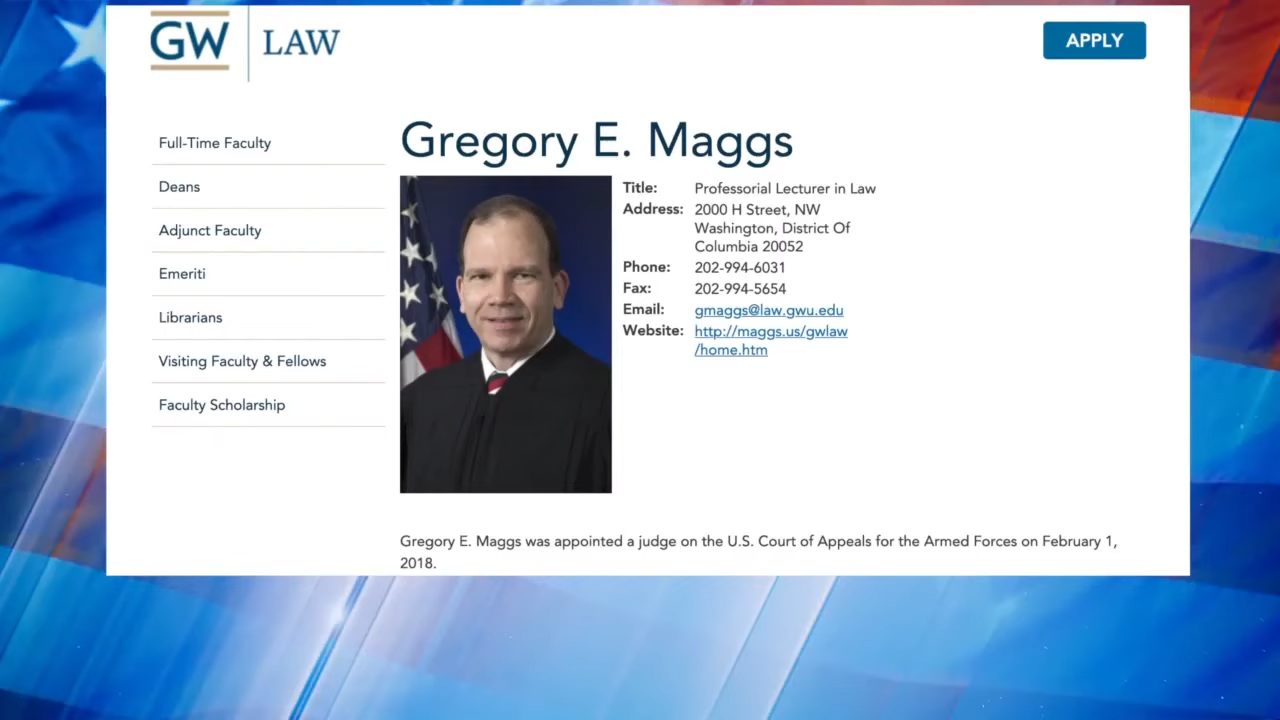 GW LAW
APPLY
Full-Time Faculty
Deans
Adjunct Faculty
Emeriti
Librarians
Visiting Faculty & Fellows
Faculty Scholarship
Gregory E. Maggs
Title: Professorial Lecturer in Law
Address: 2000 H Street, NW
Washington, District Of
Columbia 20052
Phone: 202-994-6031
Fax: 202-994-5654
Email: gmaggs@law.gwu.edu
Website: http://maggs.us/gwlaw
/home.htm
Gregory E. Maggs was appointed a judge on the U.S. Court of Appeals for the Armed Forces on February 1,
2018.